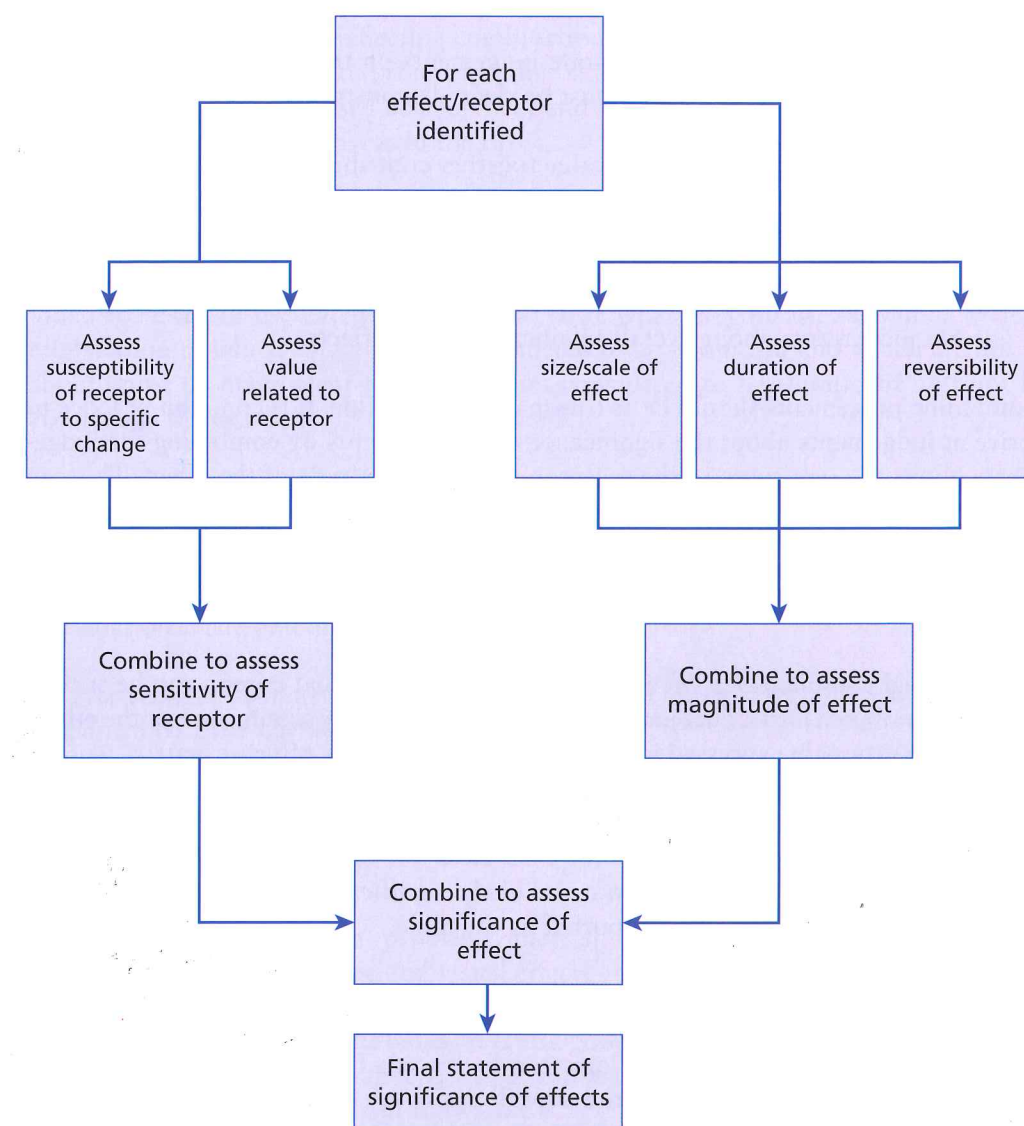 For each
effect/receptor
identified
Assess
susceptibility
of receptor
to specific
change
Assess
value
related to
receptor
Assess
size/scale of
effect
Assess
duration of
effect
Assess
reversibility
of effect
Combine to assess
sensitivity of
receptor
Combine to assess
magnitude of effect
Combine to assess
significance of
effect
Final statement of
significance of effects